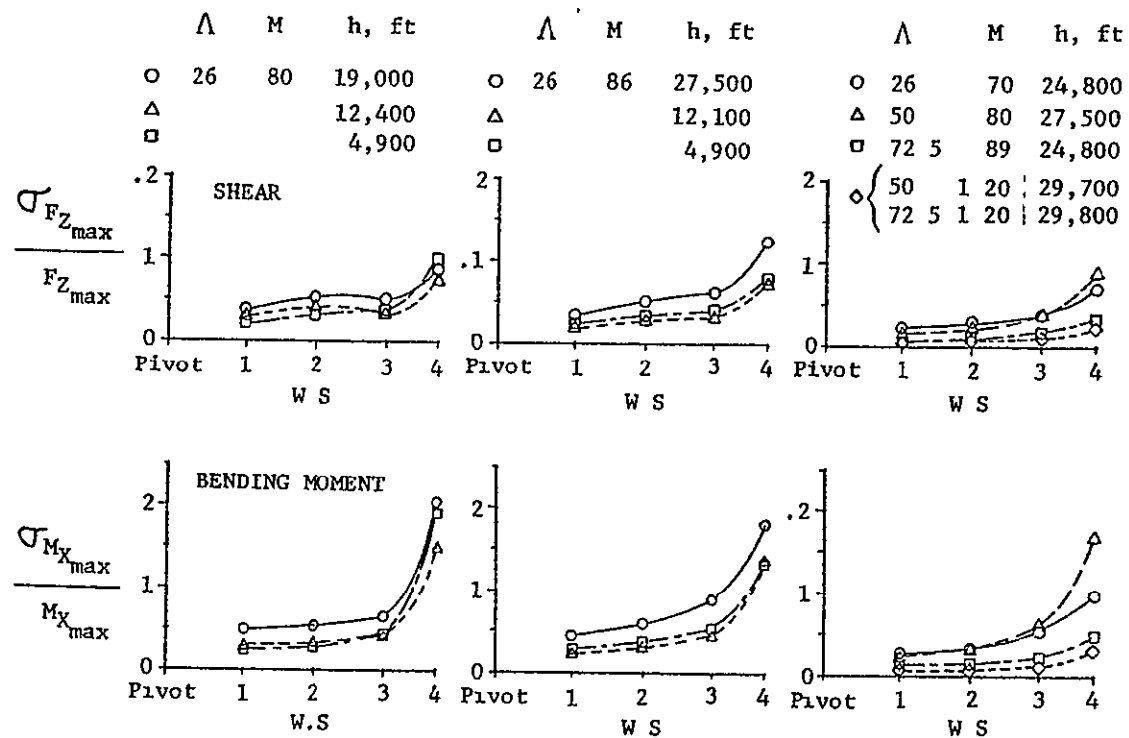 Λ M h, ft
26 80 19,000
12,400
4,900
Λ M h, ft
26 86 27,500
12,100
4,900
Λ M h, ft
26 70 24,800
50 80 27,500
72 5 89 24,800
50 1 20 29,700
72 5 1 20 29,800
σFZmax
FZmax
SHEAR
.2
1
0
Pivot 1 2 3 4
W S
2
.1
0
Pivot 1 2 3 4
W S
2
1
0
Pivot 1 2 3 4
W S
σMXmax
MXmax
BENDING MOMENT
2
1
0
Pivot 1 2 3 4
W.S
2
1
0
Pivot 1 2 3 4
W S
.2
1
0
Pivot 1 2 3 4
W S